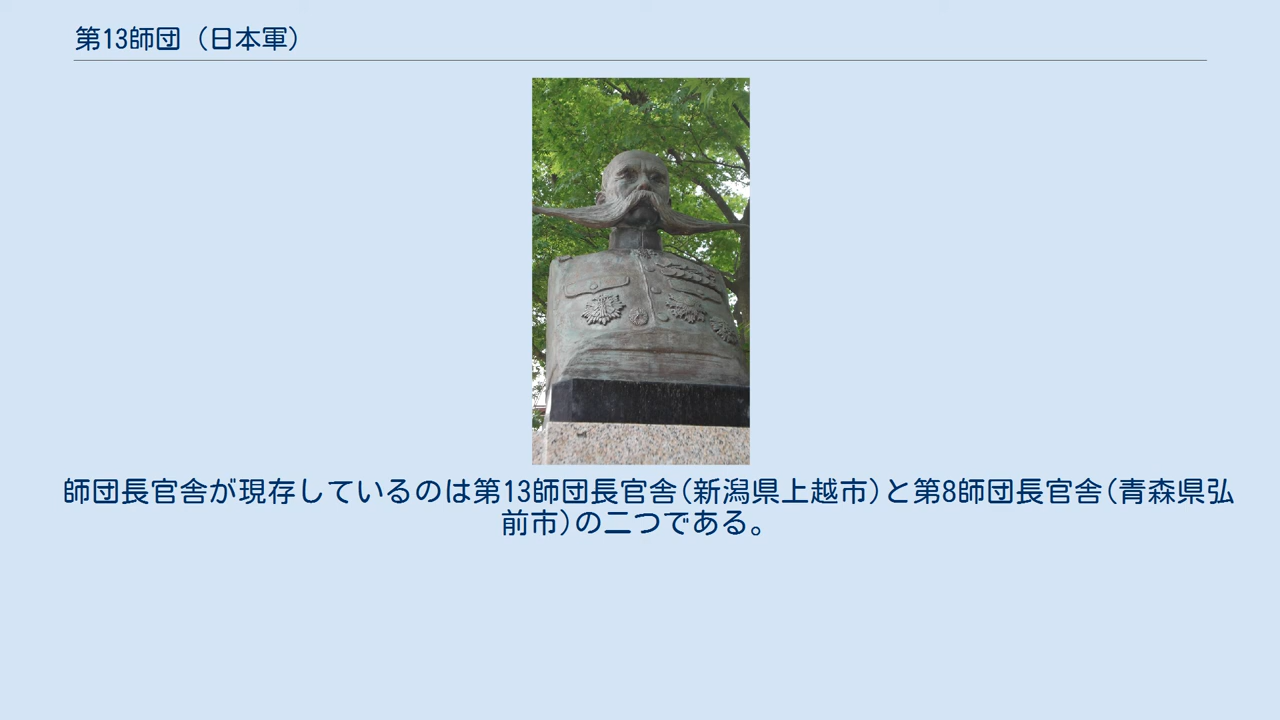 第13師団（日本軍）
師団長官舎が現存しているのは第13師団長官舎(新潟県上越市)と第8師団長官舎(青森県弘
前市)の二つである。